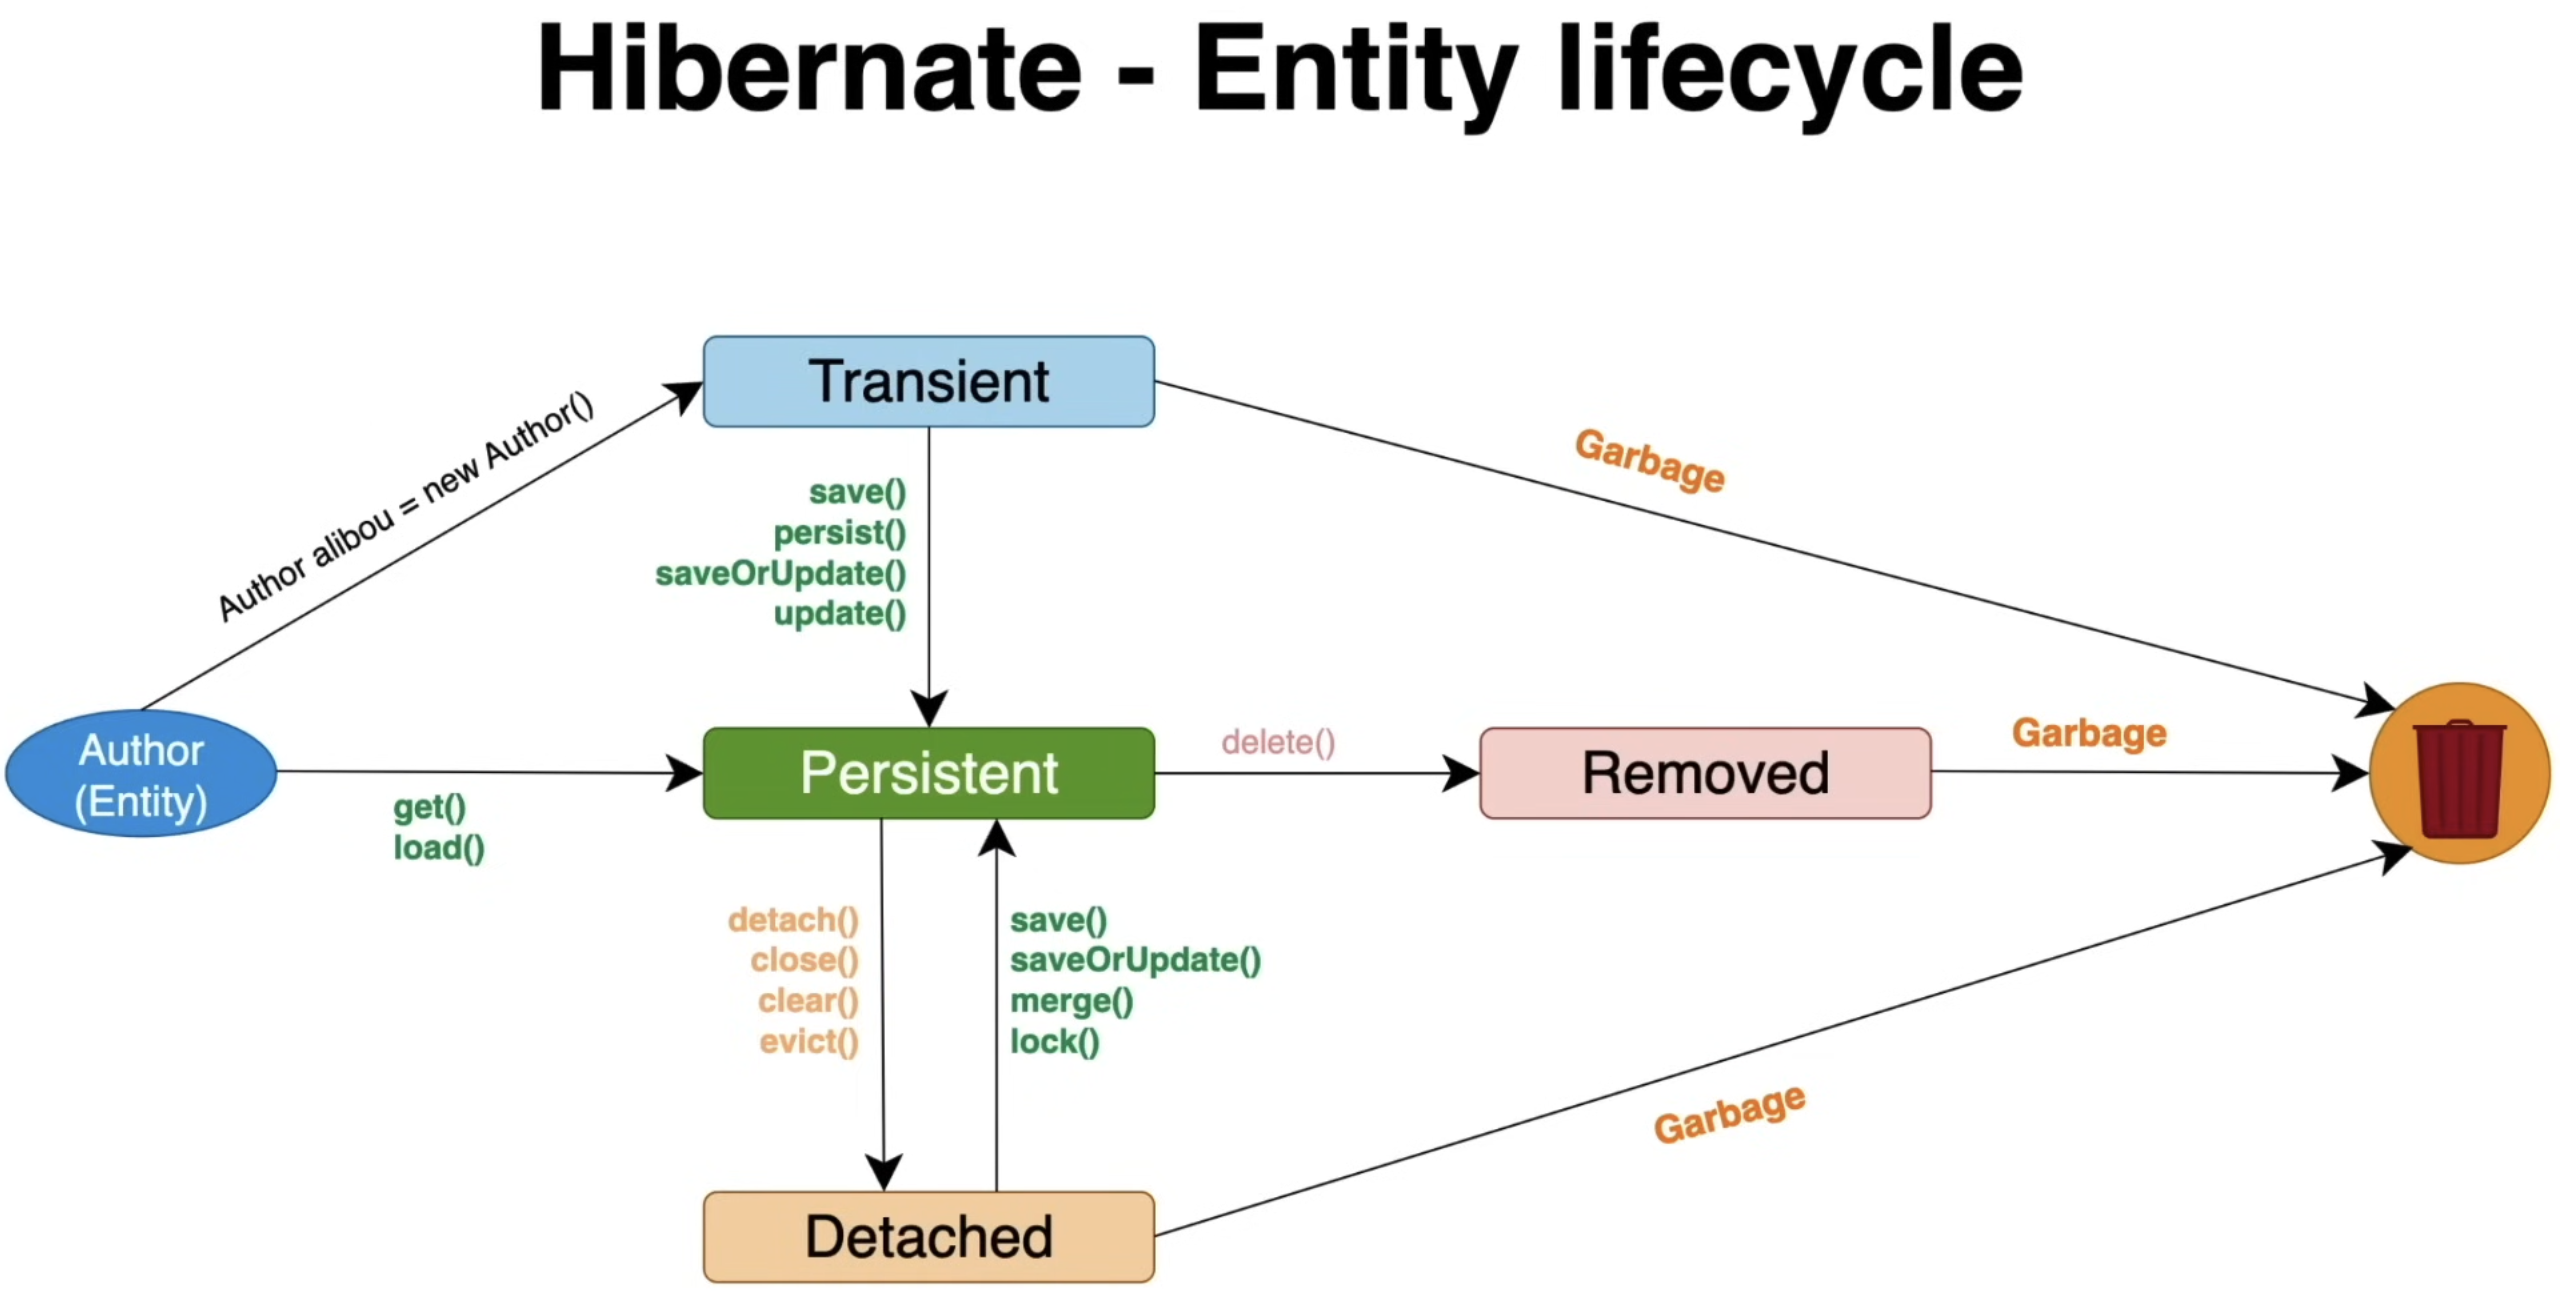 Hibernate - Entity lifecycle
Transient
Author alibou = new Author()
Garbage
save()
persist()
saveOrUpdate()
update()
Author
(Entity)
get()
load()
Persistent
delete()
Removed
Garbage
detach()
close()
clear()
evict()
save()
saveOrUpdate()
merge()
lock()
Garbage
Detached